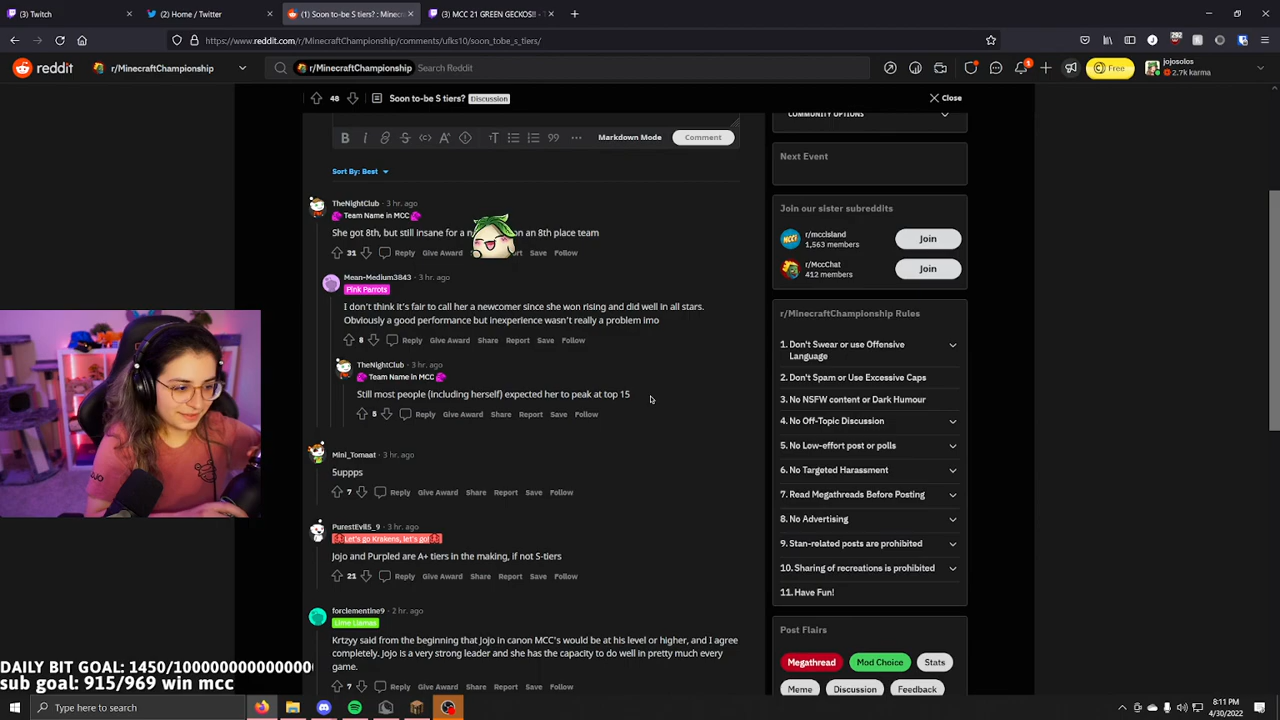 (3) Twitch
(2) Home / Twitter
(1) Soon to-be S tiers? : Minecr
(3) MCC 21 GREEN GECKOS!! - T
https://www.reddit.com/r/MinecraftChampionship/comments/ufks10/soon_tobe_s_tiers/
292
reddit
r/MinecraftChampionship
r/MinecraftChampionship
Search Reddit
1
Free
jojosolos
2.7k karma
48
Soon to-be S tiers?
Discussion
Close
COMMUNITY OPTIONS
Markdown Mode
Comment
Sort By: Best
Next Event
TheNightClub · 3 hr. ago
Team Name in MCC
She got 8th, but still insane for a n on an 8th place team
31 Reply Give Award rt Save Follow
Mean-Medium3843 · 3 hr. ago
Pink Parrots
I don't think it's fair to call her a newcomer since she won rising and did well in all stars.
Obviously a good performance but inexperience wasn't really a problem imo
8 Reply Give Award Share Report Save Follow
TheNightClub · 3 hr. ago
Team Name in MCC
Still most people (including herself) expected her to peak at top 15
5 Reply Give Award Share Report Save Follow
Mini_Tomaat · 3 hr. ago
5uppps
7 Reply Give Award Share Report Save Follow
PurestEvil5_9 · 3 hr. ago
Let's go Krakens, let's go!
Jojo and Purpled are A+ tiers in the making, if not S-tiers
21 Reply Give Award Share Report Save Follow
forclementine9 · 2 hr. ago
Lime Llamas
Krtzyy said from the beginning that Jojo in canon MCC's would be at his level or higher, and I agree
completely. Jojo is a very strong leader and she has the capacity to do well in pretty much every
game.
7 Reply Give Award Share Report Save Follow
Join our sister subreddits
r/mccisland
1,563 members
Join
r/MccChat
412 members
Join
r/MinecraftChampionship Rules
1. Don't Swear or use Offensive
Language
2. Don't Spam or Use Excessive Caps
3. No NSFW content or Dark Humour
4. No Off-Topic Discussion
5. No Low-effort post or polls
6. No Targeted Harassment
7. Read Megathreads Before Posting
8. No Advertising
9. Stan-related posts are prohibited
10. Sharing of recreations is prohibited
11. Have Fun!
Post Flairs
Megathread
Mod Choice
Stats
Meme
Discussion
Feedback
DAILY BIT GOAL: 1450/10000000000000
sub goal: 915/969 win mcc
Type here to search
8:11 PM
4/30/2022